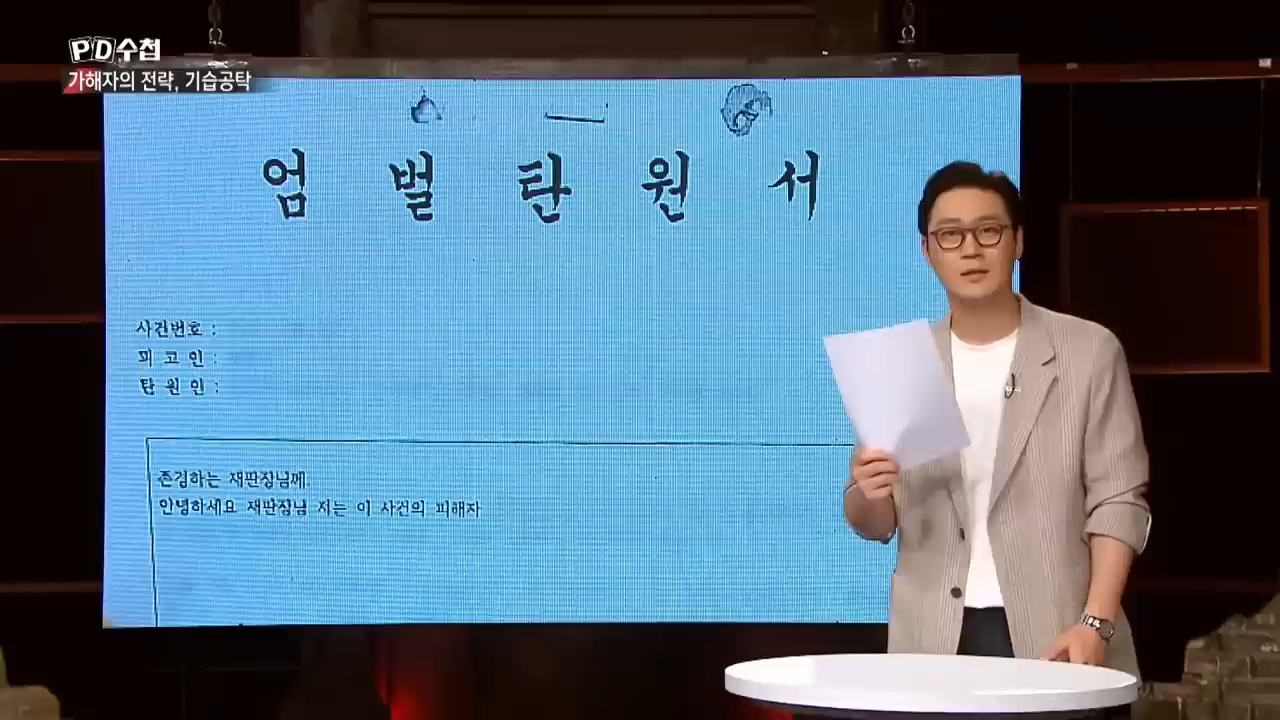 PD수첩
가해자의 전략, 기습공탁
엄벌탄원서
사건번호 :
피고인 :
탄원인 :
존경하는 재판장님께.
안녕하세요 재판장님 저는 이 사건의 피해자